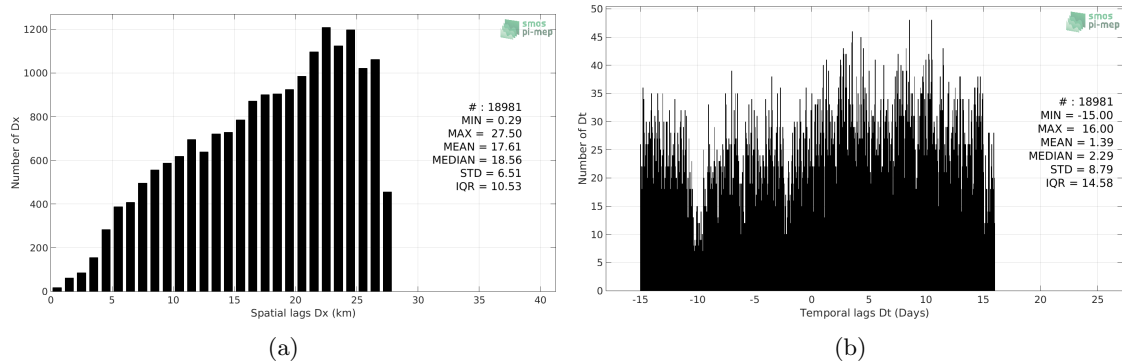 1200
1000
800
600
400
200
0
Number of Dx
smos
pi-mep
# : 18981
MIN = 0.29
MAX = 27.50
MEAN = 17.61
MEDIAN = 18.56
STD = 6.51
IQR = 10.53
0 5 10 15 20 25 30 35 40
Spatial lags Dx (km)
(a)
50
45
40
35
30
25
20
15
10
5
0
Number of Dt
smos
pi-mep
# : 18981
MIN = -15.00
MAX = 16.00
MEAN = 1.39
MEDIAN = 2.29
STD = 8.79
IQR = 14.58
-15 -10 -5 0 5 10 15 20 25
Temporal lags Dt (Days)
(b)